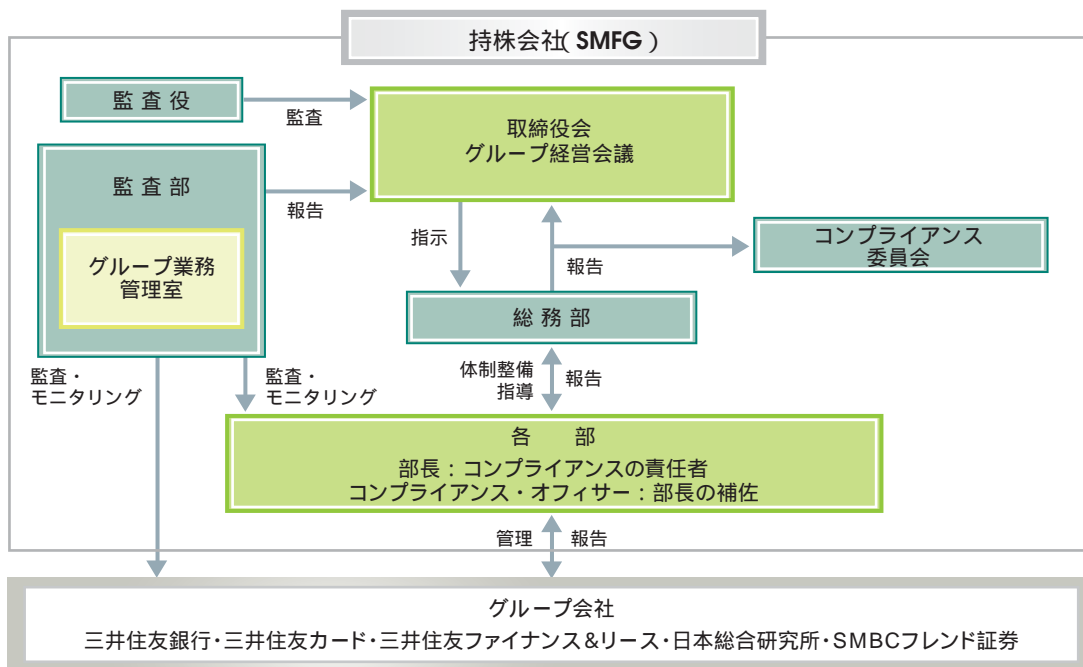 持株会社( SMFG )
監査役
監査
取締役会
グループ経営会議
監査部
報告
グループ業務
管理室
指示
報告
コンプライアンス
委員会
総務部
監査・
モニタリング
監査・
モニタリング
体制整備
指導
報告
各　部
部長：コンプライアンスの責任者
コンプライアンス・オフィサー：部長の補佐
管理
報告
グループ会社
三井住友銀行・三井住友カード・三井住友ファイナンス&リース・日本総合研究所・SMBCフレンド証券